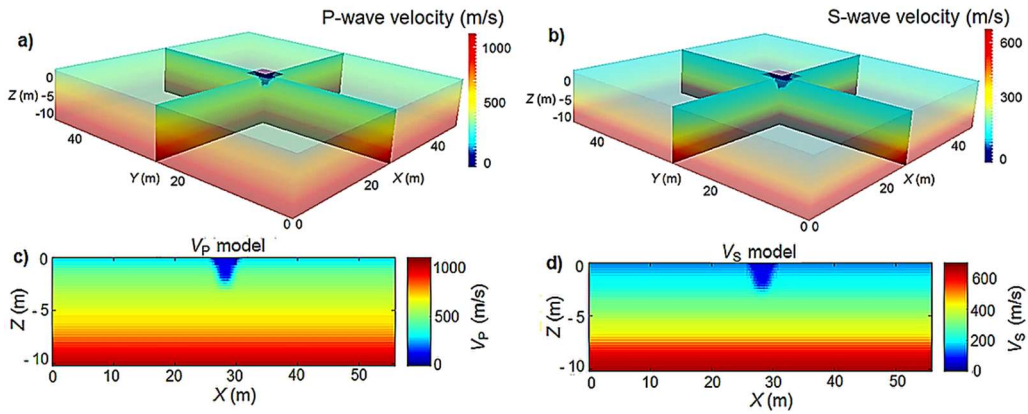 P-wave velocity (m/s)
a)
1000
500
0
0
Z (m) -5
-10
40
Y (m)
20
0 0
20
X (m)
40
S-wave velocity (m/s)
b)
600
300
0
0
Z (m) -5
-10
40
Y (m)
20
0 0
20
X (m)
40
c)
VP model
0
-5
-10
Z (m)
0
10
20
30
40
50
X (m)
1000
500
0
VP (m/s)
d)
VS model
0
-5
-10
Z (m)
0
10
20
30
40
50
X (m)
600
400
200
0
VS (m/s)